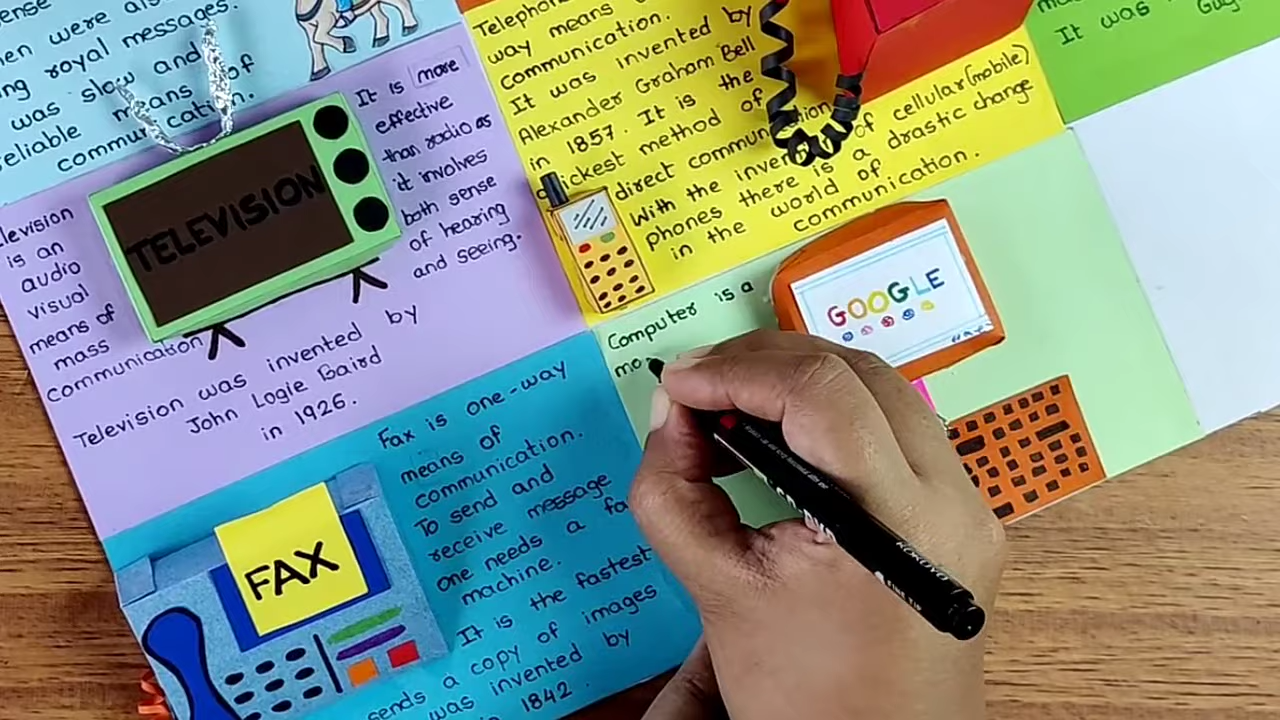 sense
were
royal messages.
was slow and
reliable means of
communication.
Television
is an
audio
visual
means of
mass
communication
TELEVISION
It is more
effective
than radio as
it involves
both sense
of hearing
and seeing.
Television was invented by
John Logie Baird
in 1926.
way means
communication.
It was invented by
Alexander Graham Bell
in 1857. It is the
quickest method of
direct
With the of cellular(mobile)
phones there is a drastic change
in the world of
communication.
It was
Fax is one-way
means of
communication.
To send and
receive message
one needs a
machine.
It is the fastest
sends a copy of images
was invented by
1842
FAX
Computer is a
GOOGLE
KOKUYO